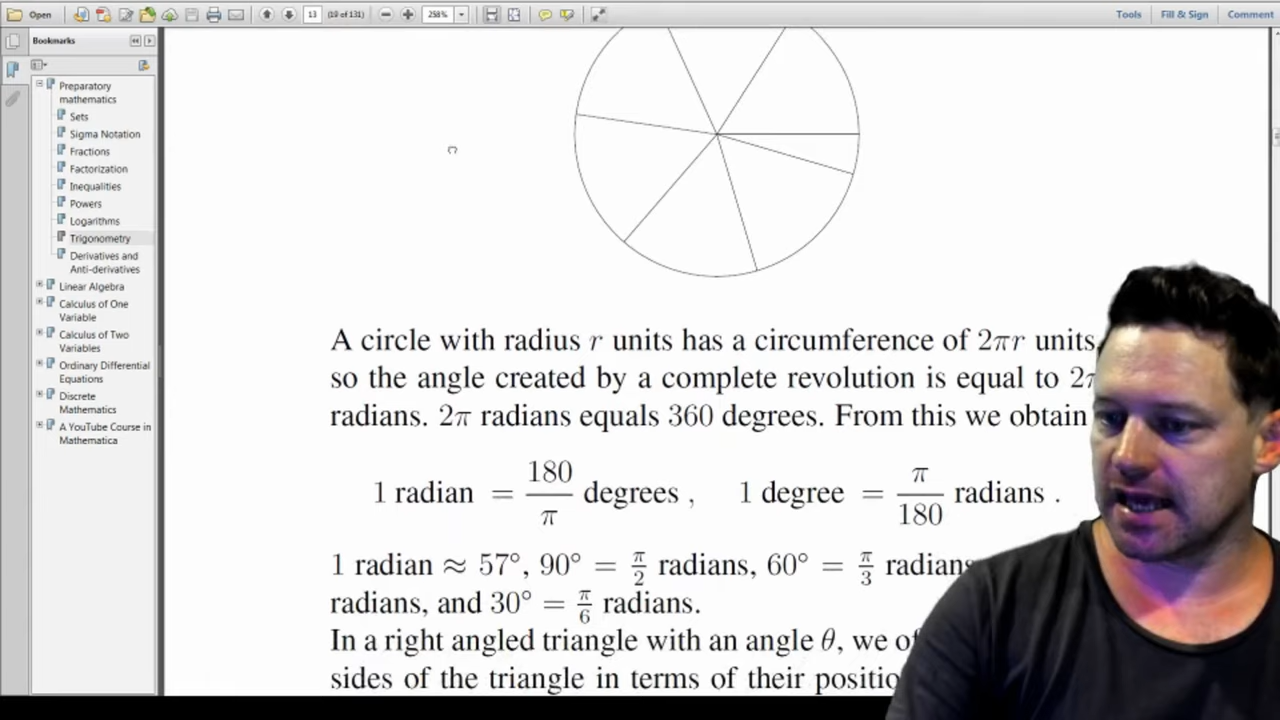 Open
13
(19 of 131)
258%
Tools
Fill & Sign
Comment
Bookmarks
Preparatory
mathematics
Sets
Sigma Notation
Fractions
Factorization
Inequalities
Powers
Logarithms
Trigonometry
Derivatives and
Anti-derivatives
Linear Algebra
Calculus of One
Variable
Calculus of Two
Variables
Ordinary Differential
Equations
Discrete
Mathematics
A YouTube Course in
Mathematica
A circle with radius r units has a circumference of 2πr units,
so the angle created by a complete revolution is equal to 2π
radians. 2π radians equals 360 degrees. From this we obtain
1 radian = 180/π degrees , 1 degree = π/180 radians .
1 radian ≈ 57°, 90° = π/2 radians, 60° = π/3 radians
radians, and 30° = π/6 radians.
In a right angled triangle with an angle θ, we
sides of the triangle in terms of their